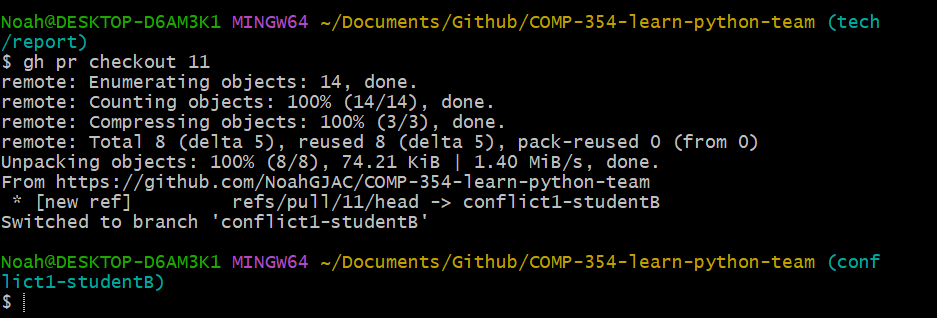 Noah@DESKTOP-D6AM3K1 MINGW64 ~/Documents/Github/COMP-354-learn-python-team (tech
/report)
$ gh pr checkout 11
remote: Enumerating objects: 14, done.
remote: Counting objects: 100% (14/14), done.
remote: Compressing objects: 100% (3/3), done.
remote: Total 8 (delta 5), reused 8 (delta 5), pack-reused 0 (from 0)
Unpacking objects: 100% (8/8), 74.21 KiB | 1.40 MiB/s, done.
From https://github.com/NoahGJAC/COMP-354-learn-python-team
 * [new ref]         refs/pull/11/head -> conflict1-studentB
Switched to branch 'conflict1-studentB'
Noah@DESKTOP-D6AM3K1 MINGW64 ~/Documents/Github/COMP-354-learn-python-team (conf
lict1-studentB)
$